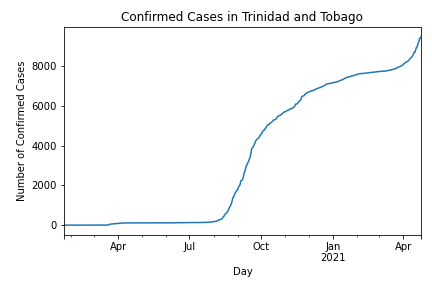 Confirmed Cases in Trinidad and Tobago
Number of Confirmed Cases
8000
6000
4000
2000
0
Apr Jul Oct Jan Apr
2021
Day